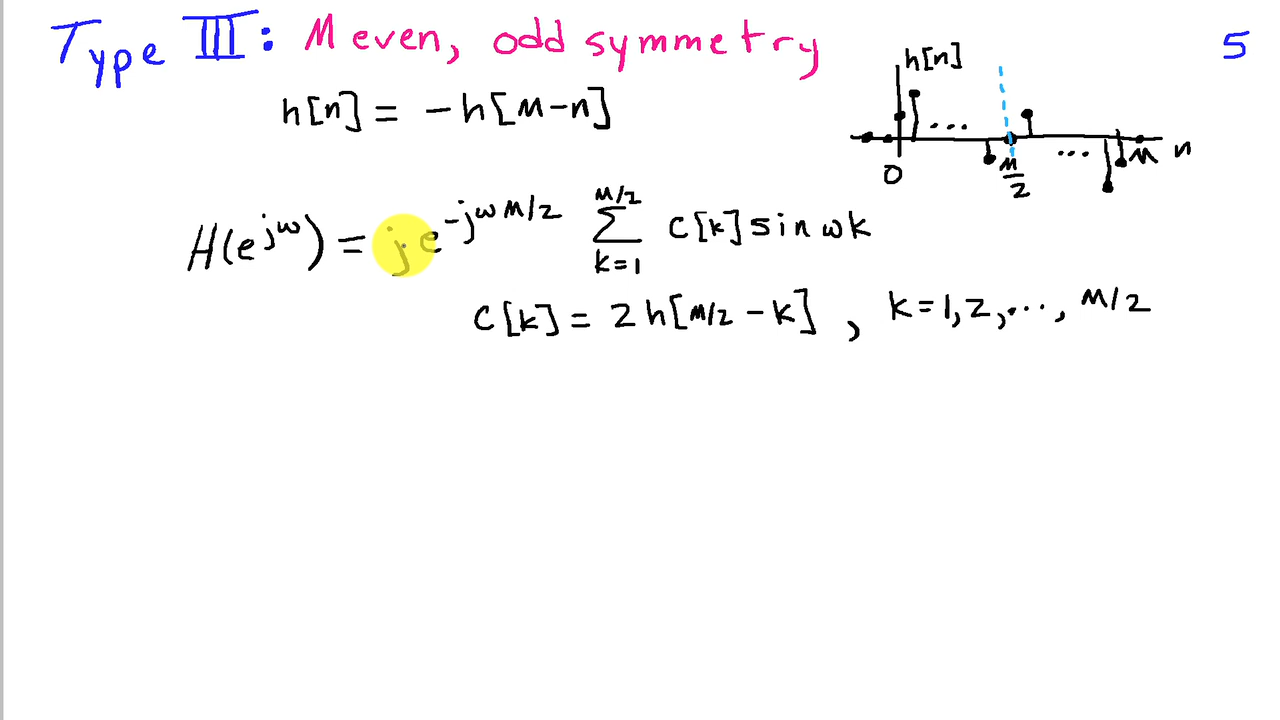 Type III: M even, odd symmetry
5
h[n] = -h[M-n]
h[n]
... ...
0 M/2 M n
H(e^{jω}) = je^{-jωM/2} Σ_{k=1}^{M/2} c[k] sin ωk
c[k] = 2h[M/2-k], k=1,2,..., M/2